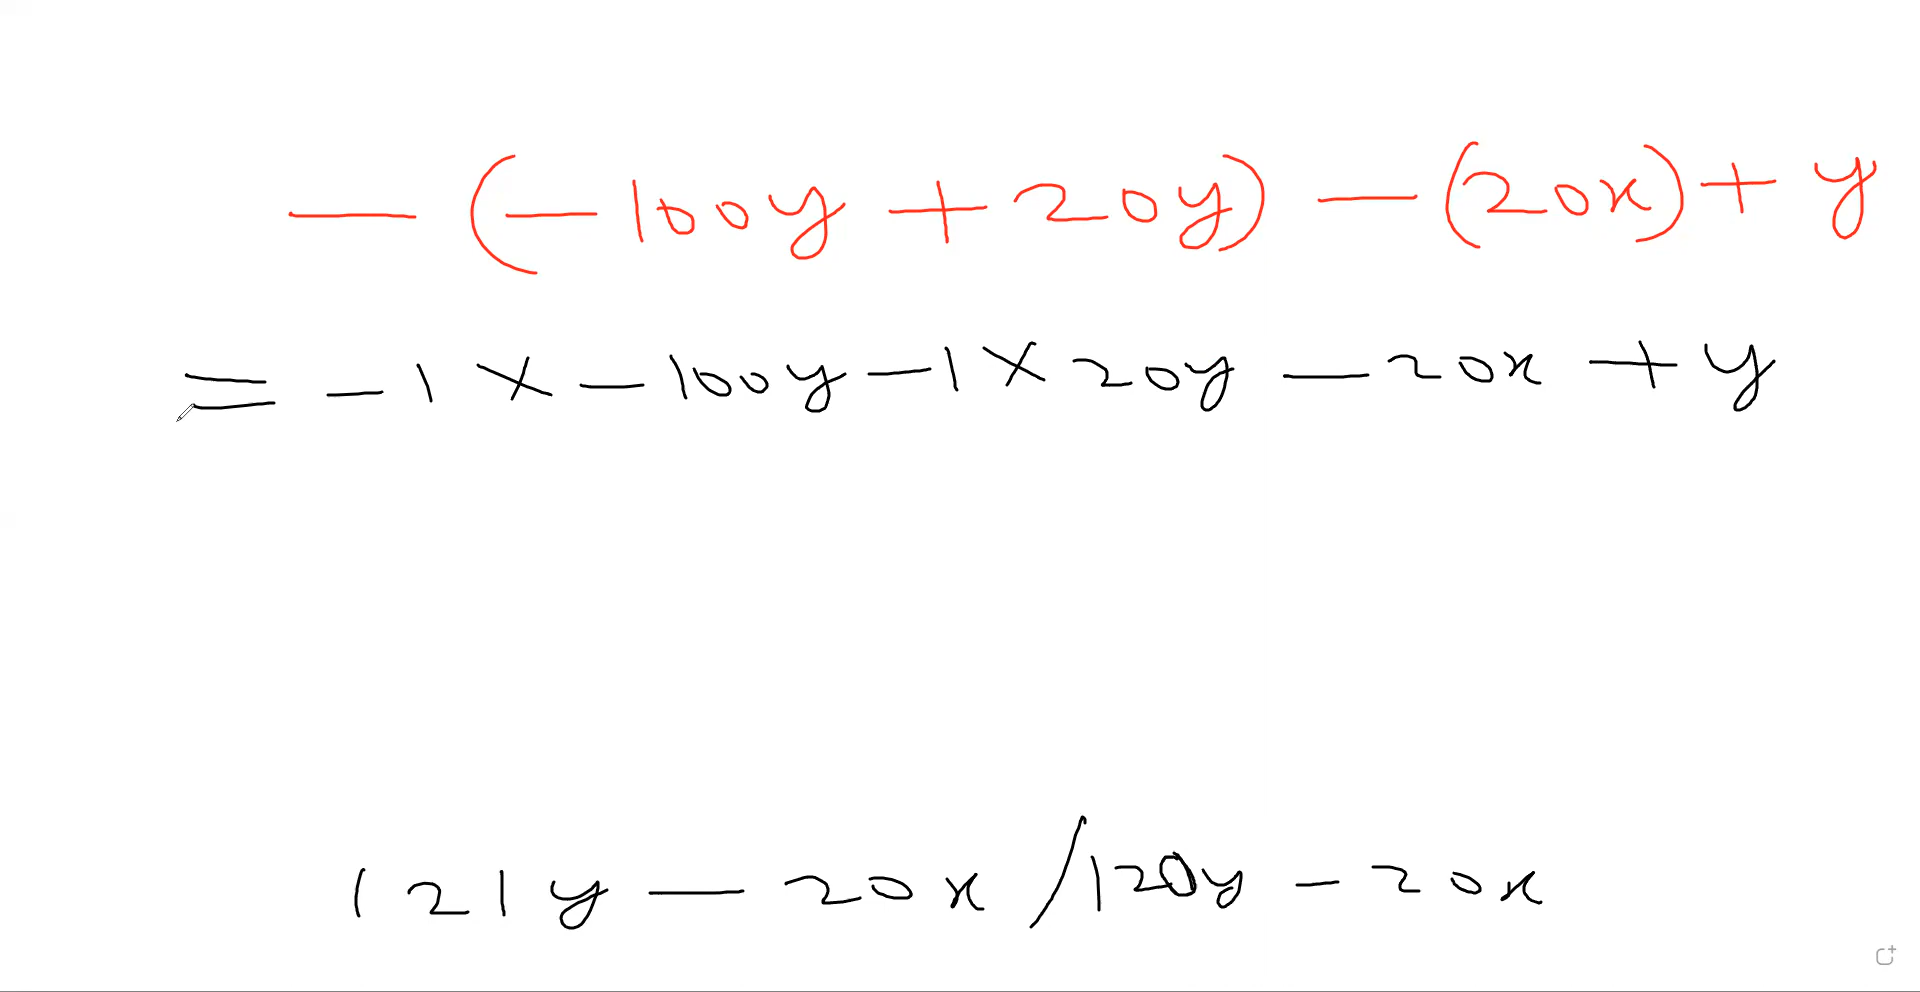 — (— 100y + 20y) — (20x) + y
= - 1 × - 100y - 1 × 20y - 20x + y
121y — 20x / 120y - 20x